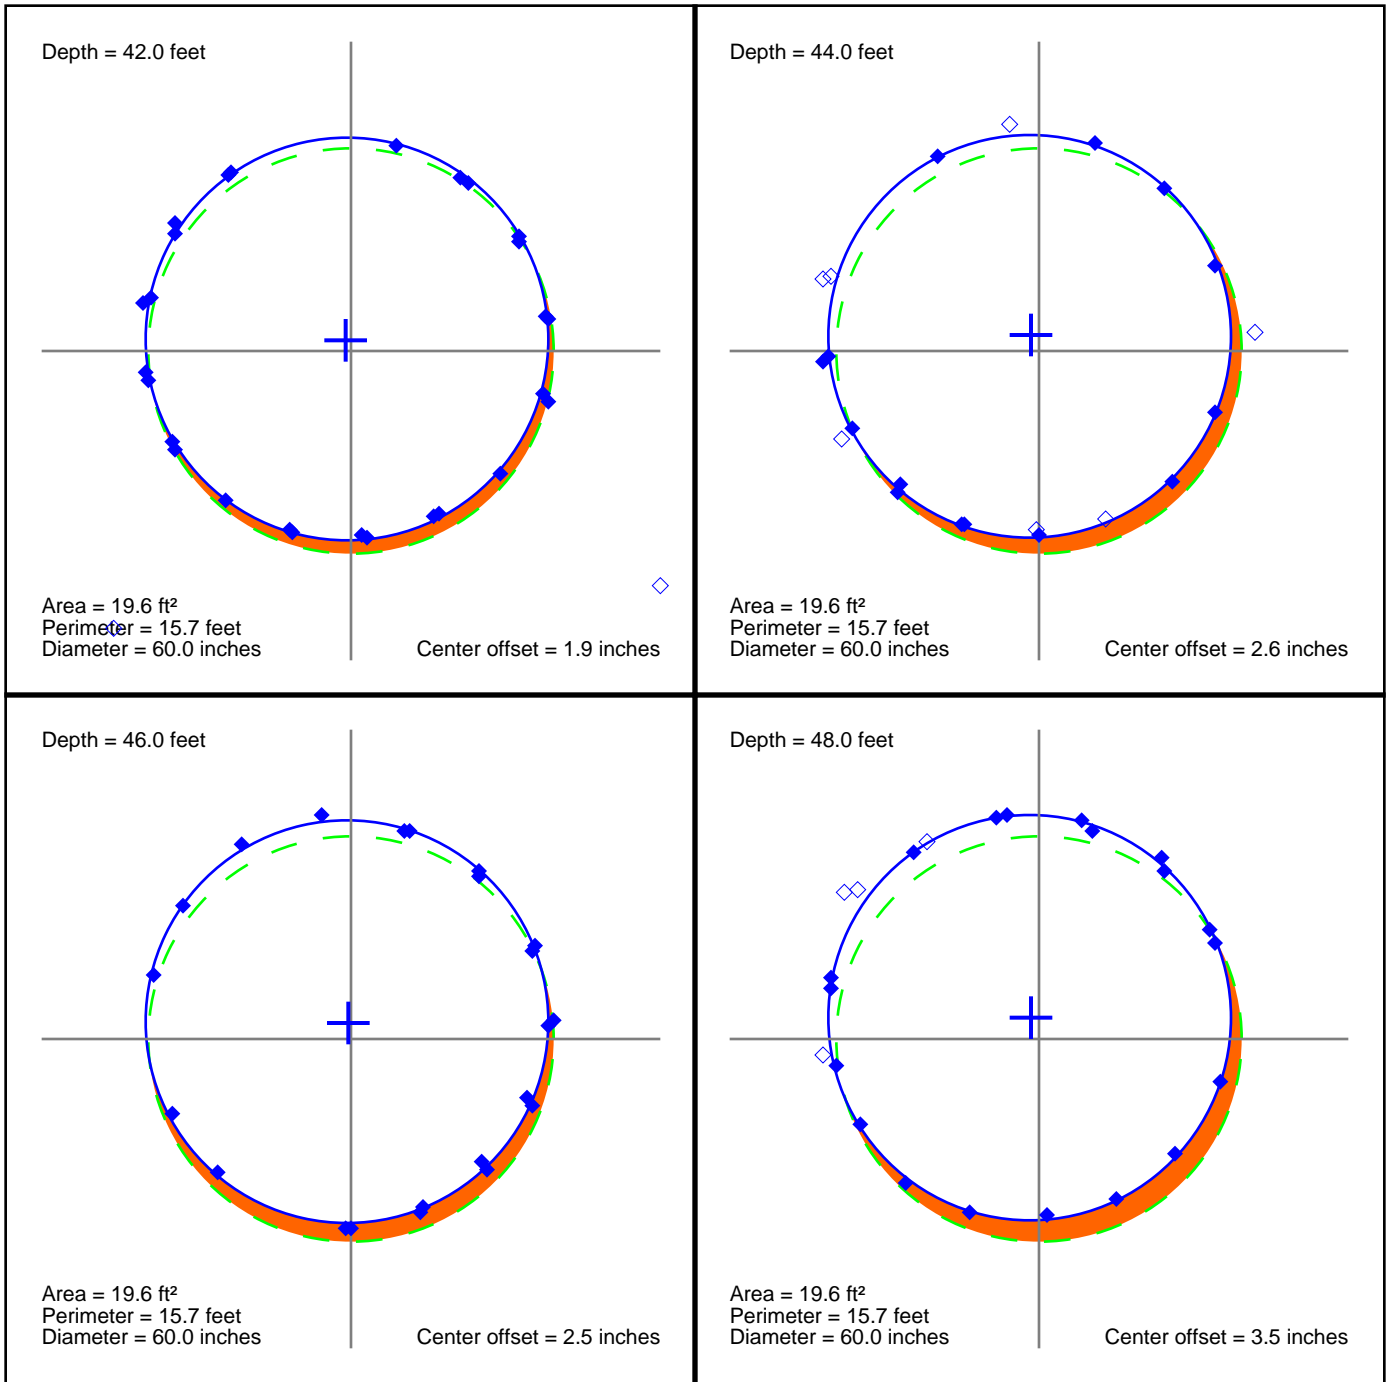 Depth = 42.0 feet
Area = 19.6 ft²
Perimeter = 15.7 feet
Diameter = 60.0 inches
Center offset = 1.9 inches
Depth = 44.0 feet
Area = 19.6 ft²
Perimeter = 15.7 feet
Diameter = 60.0 inches
Center offset = 2.6 inches
Depth = 46.0 feet
Area = 19.6 ft²
Perimeter = 15.7 feet
Diameter = 60.0 inches
Center offset = 2.5 inches
Depth = 48.0 feet
Area = 19.6 ft²
Perimeter = 15.7 feet
Diameter = 60.0 inches
Center offset = 3.5 inches